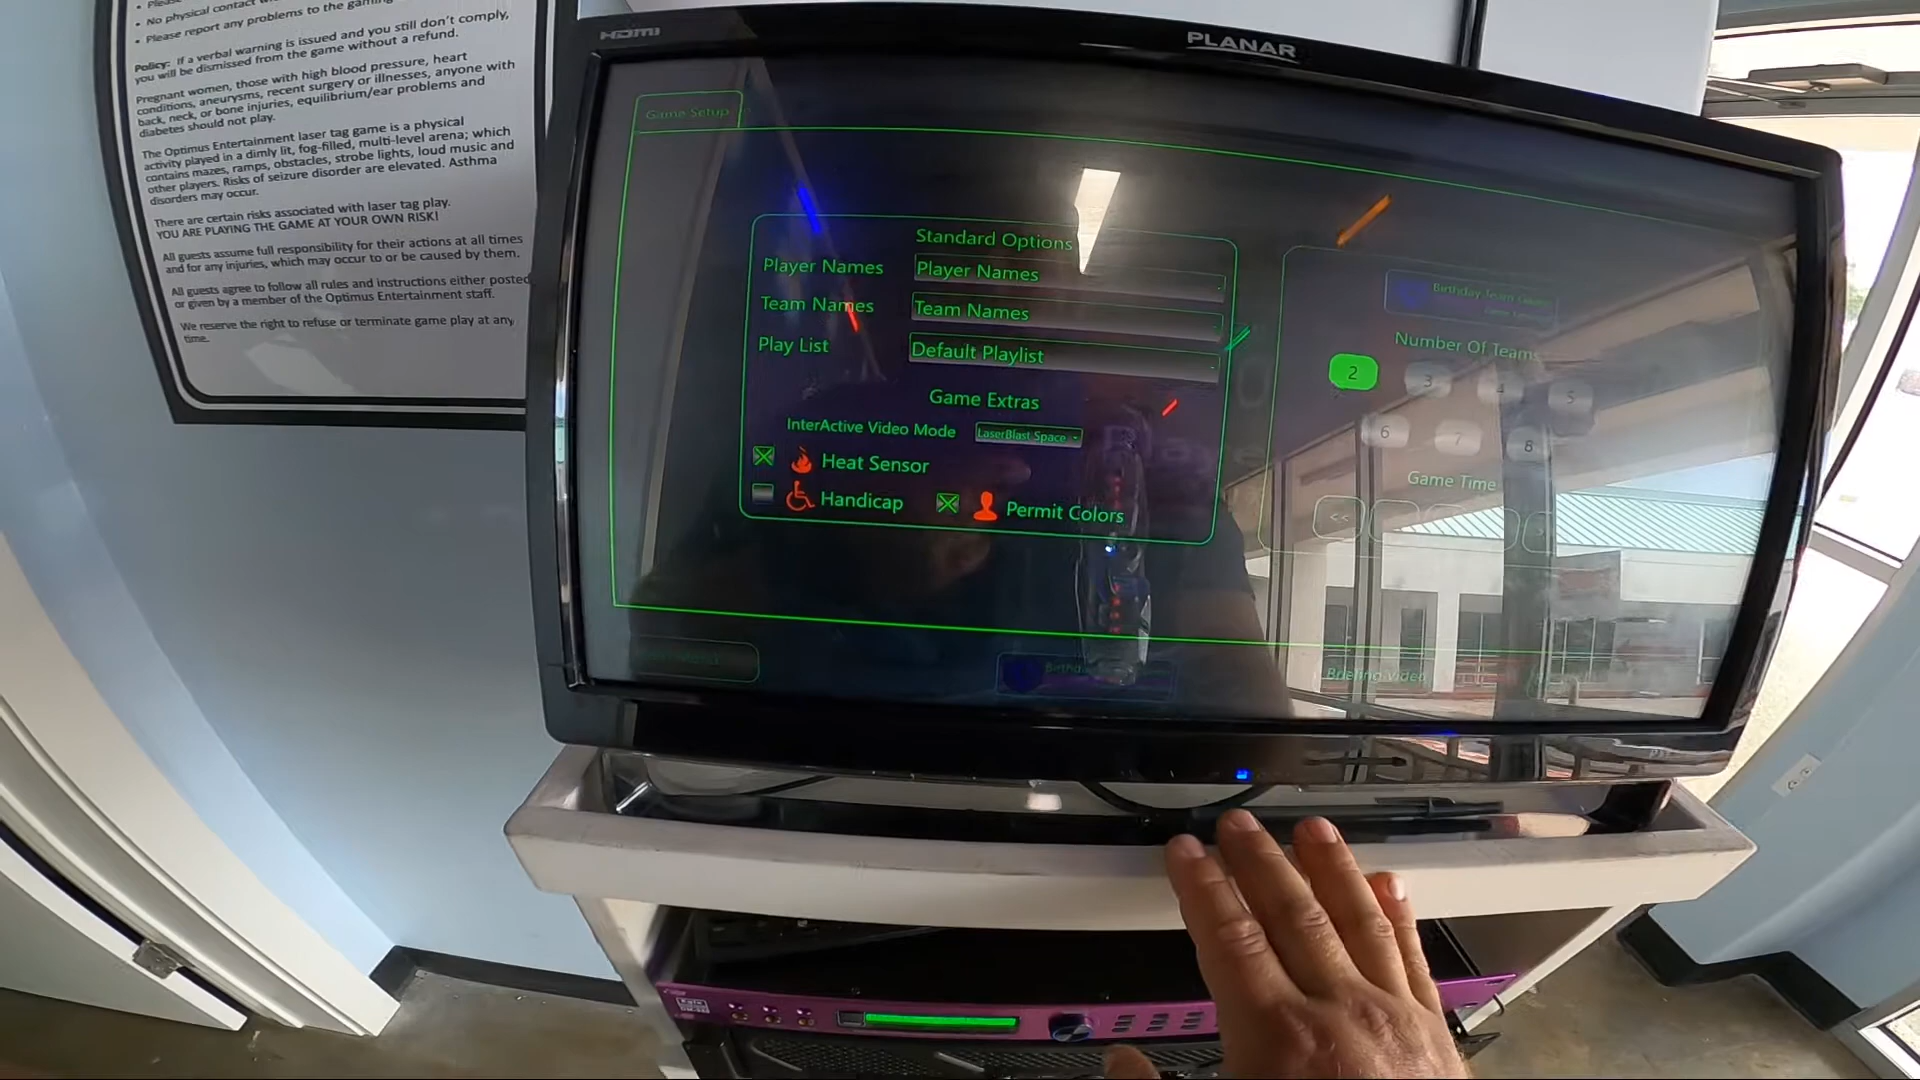 • No physical contact
• Please report any problems to the gaming
Policy: If a verbal warning is issued and you still don't comply,
you will be dismissed from the game without a refund.
Pregnant women, those with high blood pressure, heart
conditions, aneurysms, recent surgery or illnesses, anyone with
back, neck, or bone injuries, equilibrium/ear problems and
diabetes should not play.
The Optimus Entertainment laser tag game is a physical
activity played in a dimly lit, fog-filled, multi-level arena; which
contains mazes, ramps, obstacles, strobe lights, loud music and
other players. Risks of seizure disorder are elevated. Asthma
disorders may occur.
There are certain risks associated with laser tag play.
YOU ARE PLAYING THE GAME AT YOUR OWN RISK!
All guests assume full responsibility for their actions at all times
and for any injuries, which may occur to or be caused by them.
All guests agree to follow all rules and instructions either posted
or given by a member of the Optimus Entertainment staff.
We reserve the right to refuse or terminate game play at any
time.
HDMI
PLANAR
Game Setup
Standard Options
Player Names Player Names
Team Names Team Names
Play List Default Playlist
Game Extras
InterActive Video Mode LaserBlast Space
Heat Sensor
Handicap Permit Colors
Birthday Team Game
Number Of Teams
2 3 4 5
6 7 8
Game Time
<<
Briefing Video